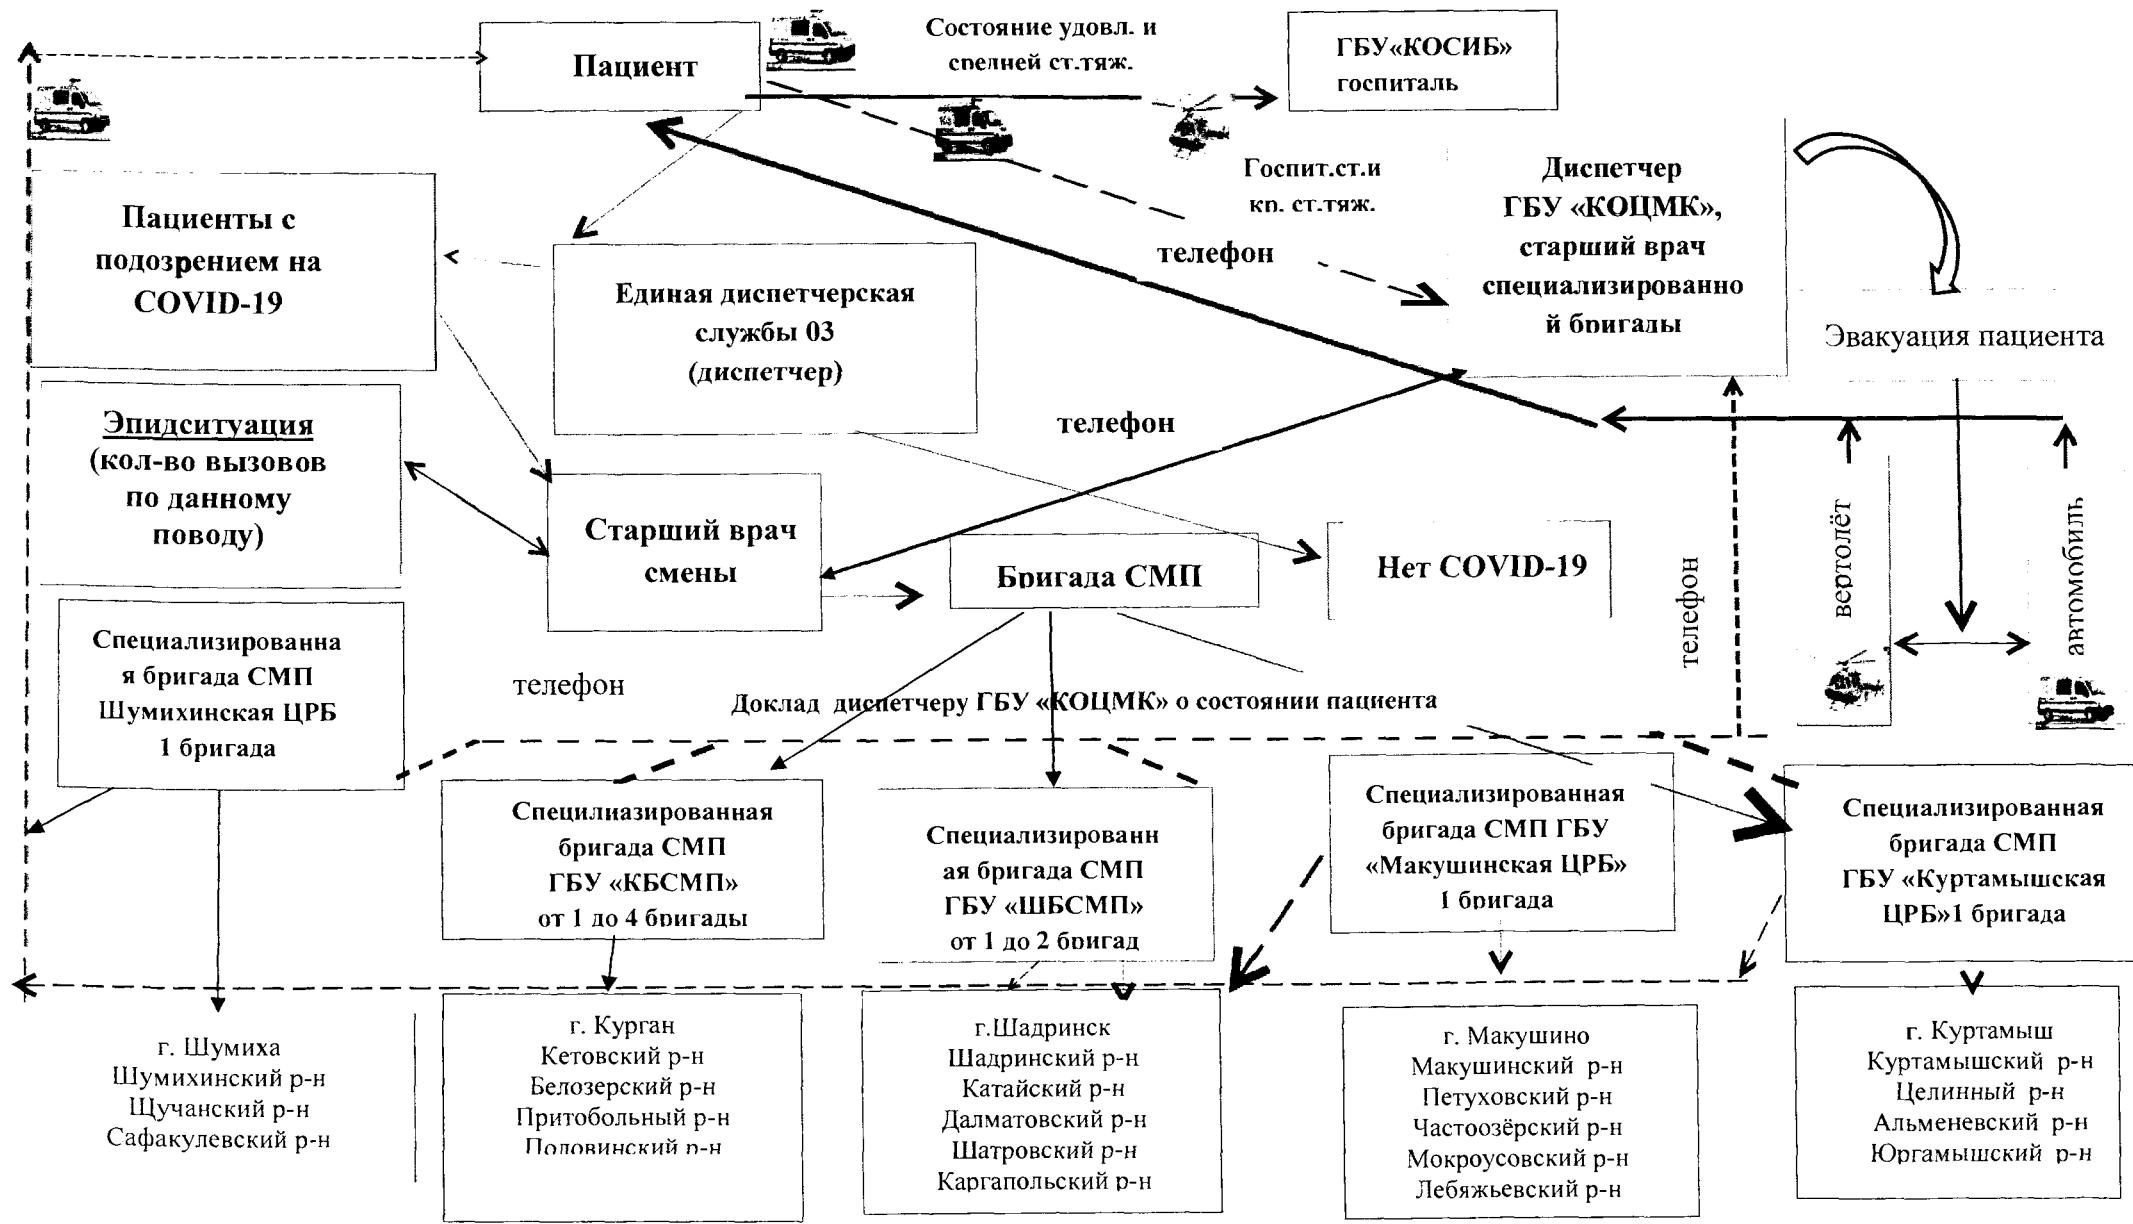 Пациент
Состояние удовл. и
средней ст.тяж.
ГБУ«КОСИБ»
госпиталь
Госпит.ст.и
кр. ст.тяж.
телефон
Диспетчер
ГБУ «КОЦМК»,
старший врач
специализированно
й бригады
Эвакуация пациента
Пациенты с
подозрением на
COVID-19
Единая диспетчерская
службы 03
(диспетчер)
Эпидситуация
(кол-во вызовов
по данному
поводу)
телефон
Старший врач
смены
Бригада СМП
Нет COVID-19
телефон
вертолёт
автомобиль
Специализированна
я бригада СМП
Шумихинская ЦРБ
1 бригада
телефон
Доклад диспетчеру ГБУ «КОЦМК» о состоянии пациента
Специлиазированная
бригада СМП
ГБУ «КБСМП»
от 1 до 4 бригады
Специализированн
ая бригада СМП
ГБУ «ШБСМП»
от 1 до 2 бригад
Специализированная
бригада СМП ГБУ
«Макушинская ЦРБ»
1 бригада
Специализированная
бригада СМП
ГБУ «Куртамышская
ЦРБ»1 бригада
г. Шумиха
Шумихинский р-н
Щучанский р-н
Сафакулевский р-н
г. Курган
Кетовский р-н
Белозерский р-н
Притобольный р-н
Половинский р-н
г.Шадринск
Шадринский р-н
Катайский р-н
Далматовский р-н
Шатровский р-н
Каргапольский р-н
г. Макушино
Макушинский р-н
Петуховский р-н
Частоозёрский р-н
Мокроусовский р-н
Лебяжьевский р-н
г. Куртамыш
Куртамышский р-н
Целинный р-н
Альменевский р-н
Юргамышский р-н